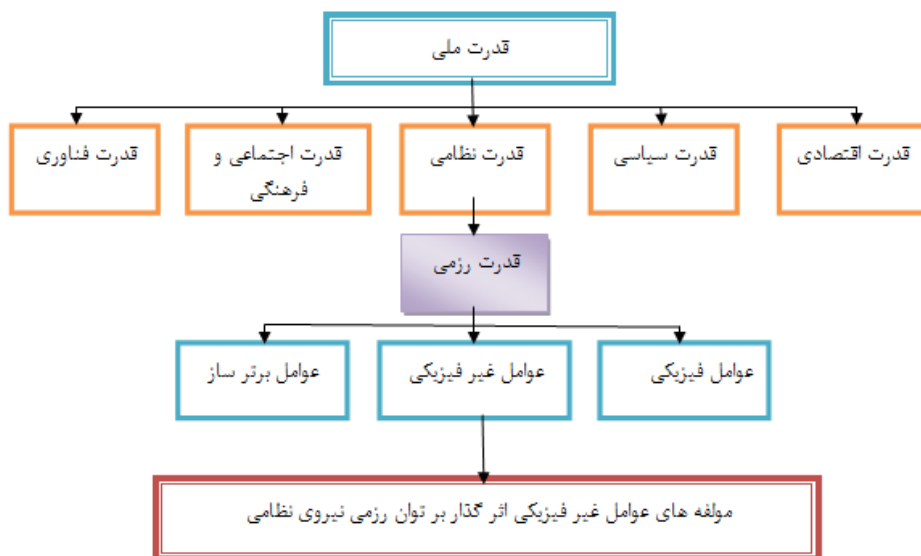 قدرت ملی
قدرت اقتصادی
قدرت سیاسی
قدرت نظامی
قدرت اجتماعی و
فرهنگی
قدرت فناوری
قدرت رزمی
عوامل فیزیکی
عوامل غیر فیزیکی
عوامل برتر ساز
مولفه های عوامل غیر فیزیکی اثر گذار بر توان رزمی نیروی نظامی